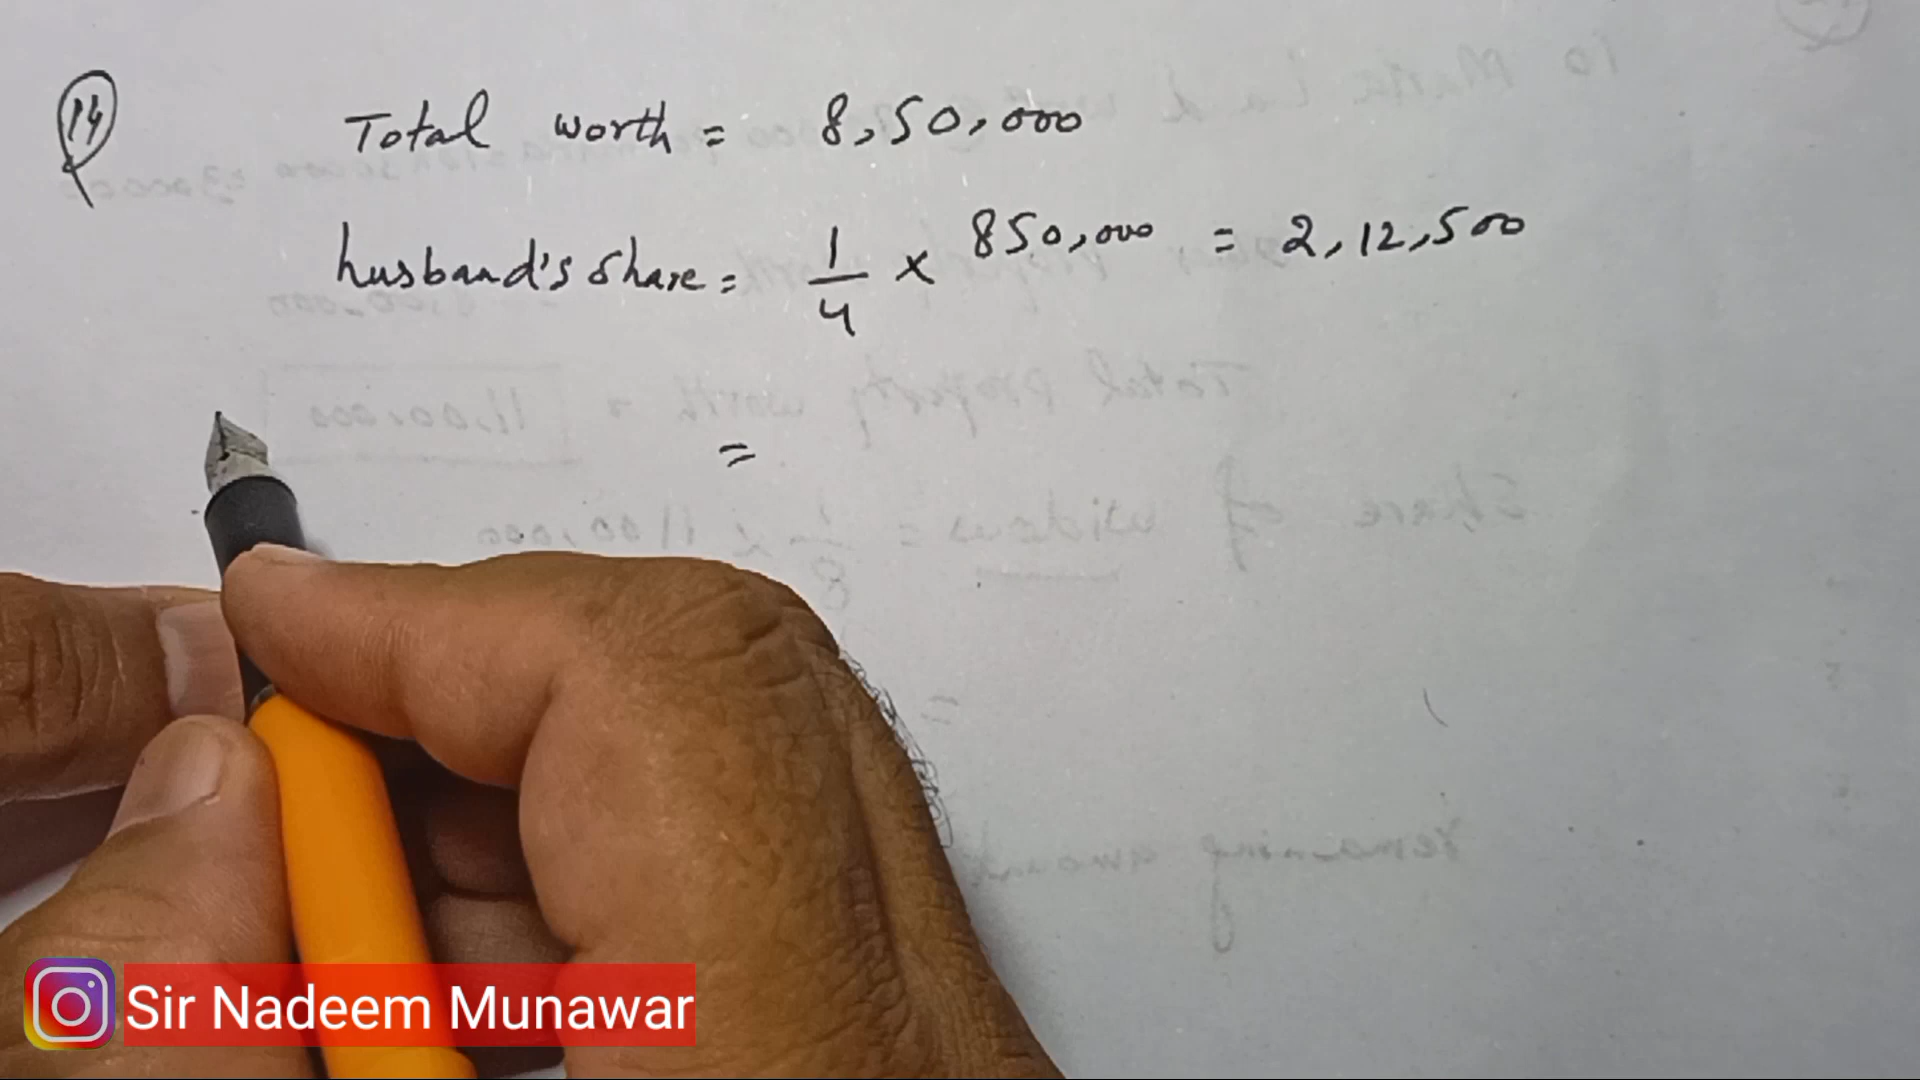 14
Total worth = 8,50,000
husband's share = 1/4 × 850,000 = 2,12,500
=
Sir Nadeem Munawar